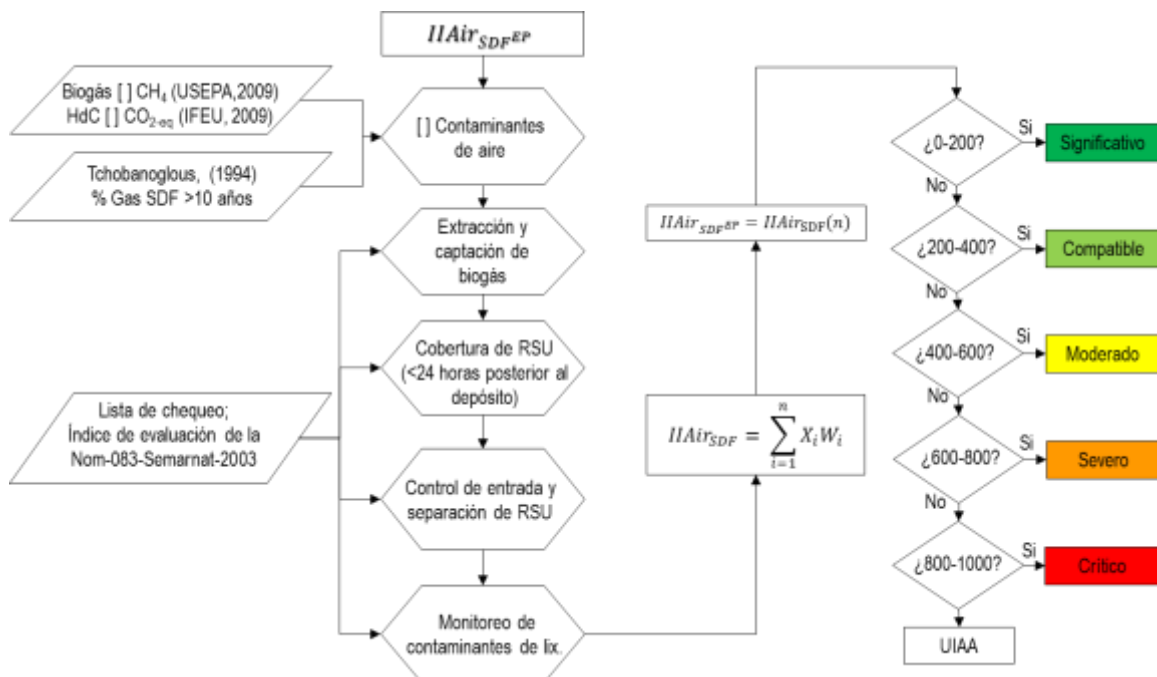 IIAir_SDF^EP
Biogás [ ] CH₄ (USEPA,2009)
HdC [ ] CO₂-eq (IFEU, 2009)
Tchobanoglous, (1994)
% Gas SDF >10 años
[ ] Contaminantes
de aire
Extracción y
captación de
biogás
Cobertura de RSU
(<24 horas posterior al
depósito)
Lista de chequeo;
Índice de evaluación de la
Nom-083-Semarnat-2003
Control de entrada y
separación de RSU
Monitoreo de
contaminantes de lix.
IIAir_SDF = ∑_{i=1}^{n} X_i W_i
IIAir_SDF^EP = IIAir_SDF(n)
¿0-200?
Si
Significativo
No
¿200-400?
Si
Compatible
No
¿400-600?
Si
Moderado
No
¿600-800?
Si
Severo
No
¿800-1000?
Si
Crítico
UIAA